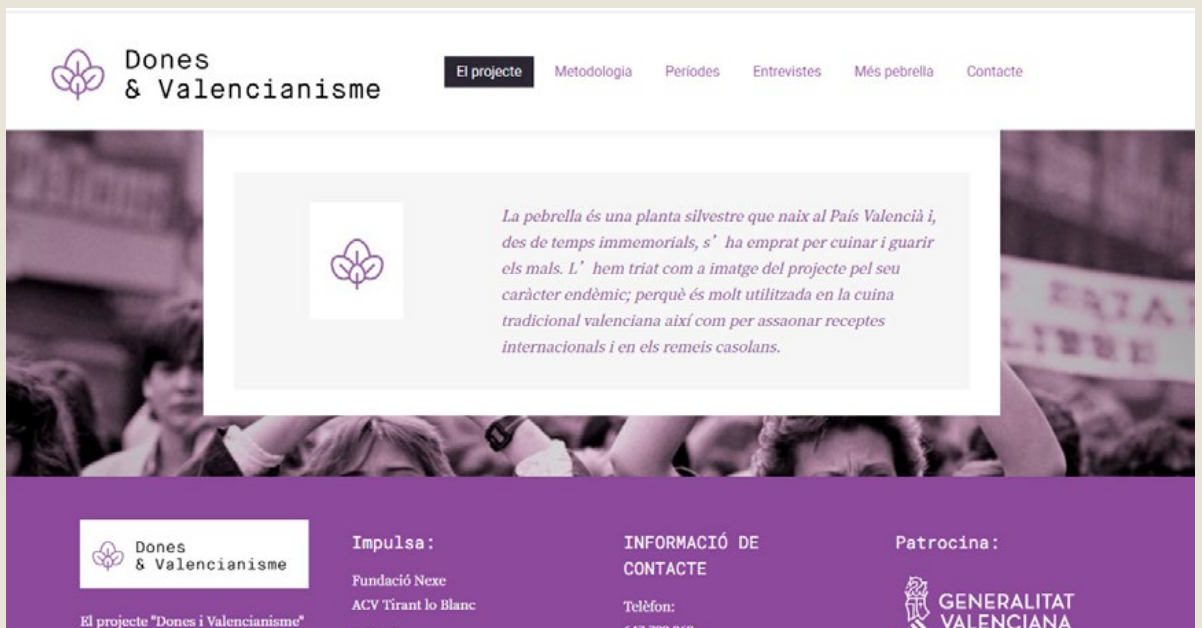 Dones
& Valencianisme
El projecte
Metodologia
Períodes
Entrevistes
Més pebrella
Contacte
La pebrella és una planta silvestre que naix al País Valencià i,
des de temps immemorials, s’ ha emprat per cuinar i guarir
els mals. L’ hem triat com a imatge del projecte pel seu
caràcter endèmic; perquè és molt utilitzada en la cuina
tradicional valenciana així com per assaonar receptes
internacionals i en els remeis casolans.
LIBRE
Dones
& Valencianisme
El projecte "Dones i Valencianisme"
Impulsa:
Fundació Nexe
ACV Tirant lo Blanc
INFORMACIÓ DE
CONTACTE
Telèfon:
Patrocina:
GENERALITAT
VALENCIANA